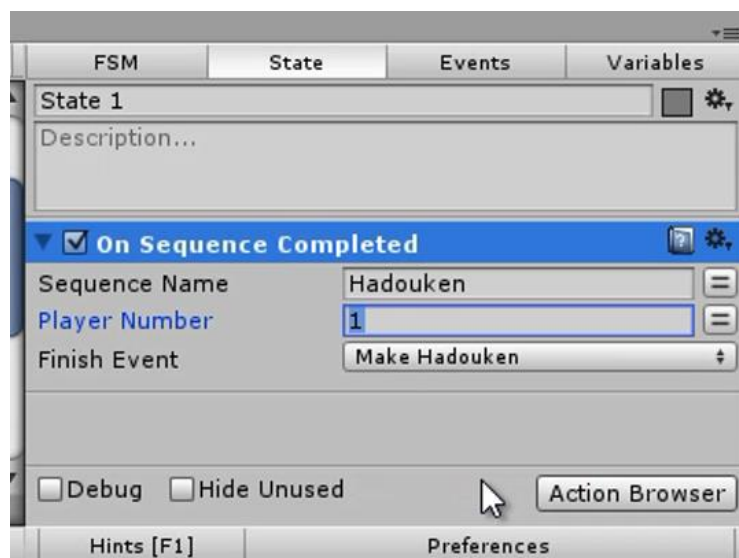 FSM State Events Variables
State 1
Description...
On Sequence Completed
Sequence Name Hadouken
Player Number 1
Finish Event Make Hadouken
Debug Hide Unused Action Browser
Hints [F1] Preferences